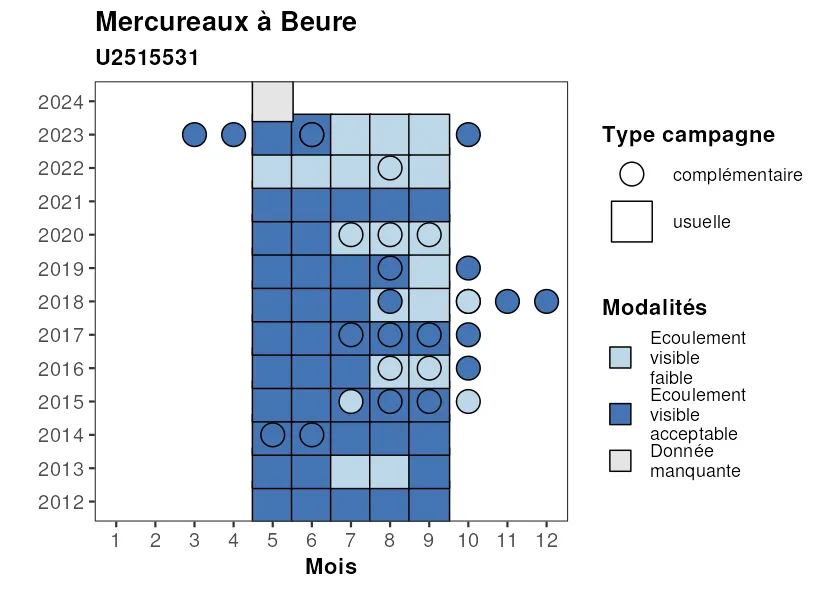 Mercureaux à Beure
U2515531
2024
2023
2022
2021
2020
2019
2018
2017
2016
2015
2014
2013
2012
1 2 3 4 5 6 7 8 9 10 11 12
Mois
Type campagne
complémentaire
usuelle
Modalités
Ecoulement
visible
faible
Ecoulement
visible
acceptable
Donnée
manquante